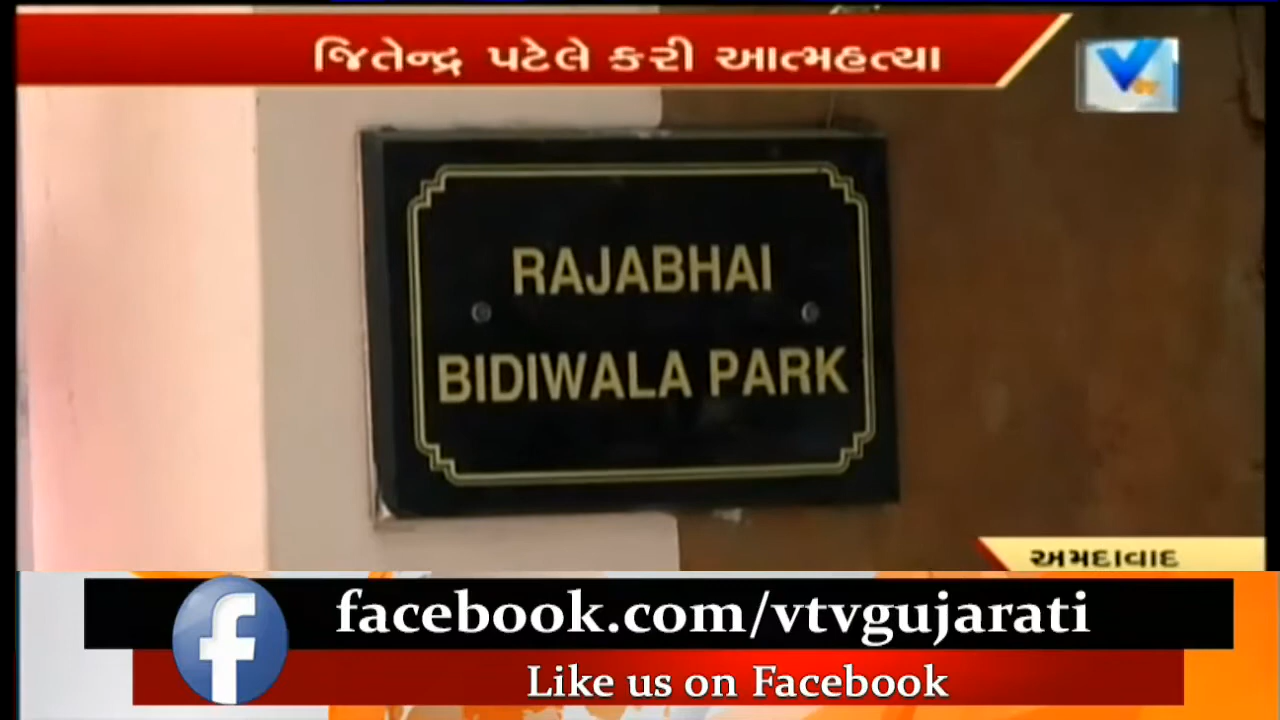 જિતેન્દ્ર પટેલે કરી આત્મહત્યા
RAJABHAI
BIDIWALA PARK
અમદાવાદ
facebook.com/vtvgujarati
Like us on Facebook